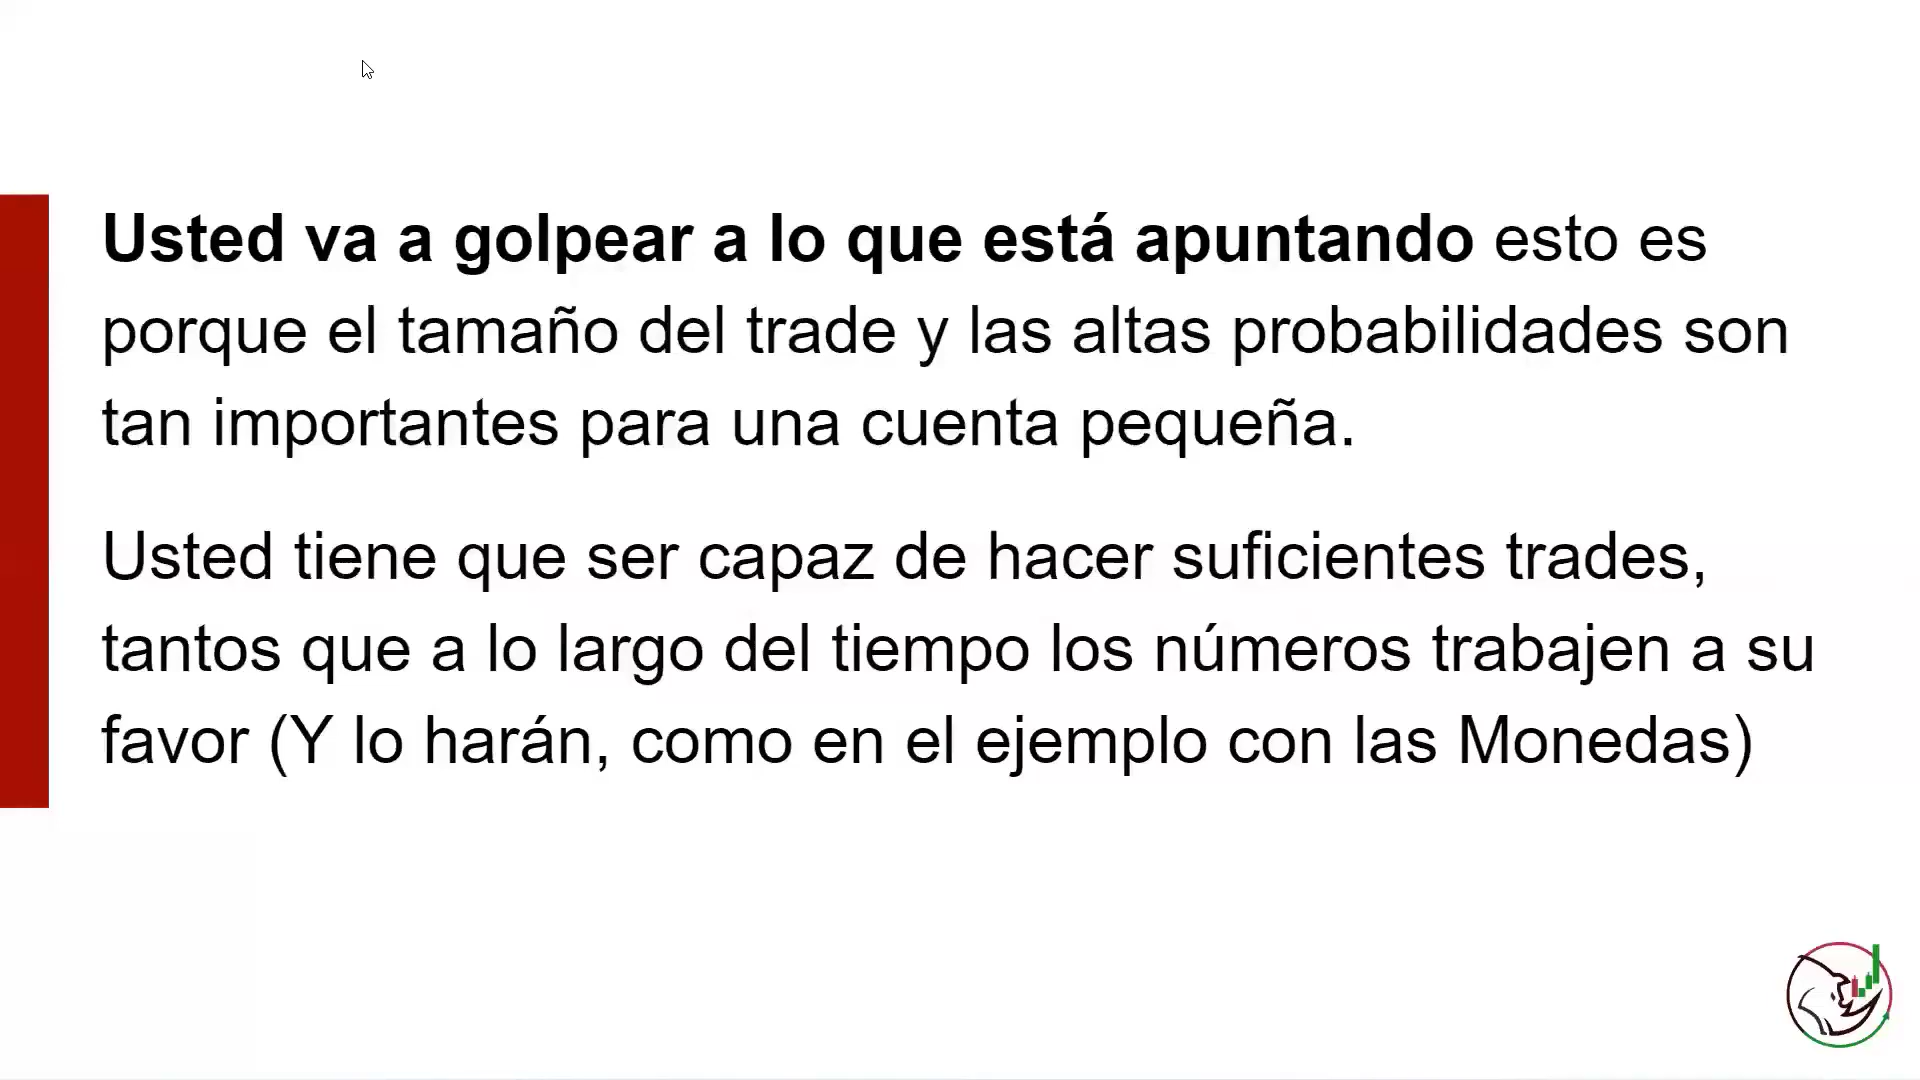 Usted va a golpear a lo que está apuntando esto es
porque el tamaño del trade y las altas probabilidades son
tan importantes para una cuenta pequeña.
Usted tiene que ser capaz de hacer suficientes trades,
tantos que a lo largo del tiempo los números trabajen a su
favor (Y lo harán, como en el ejemplo con las Monedas)